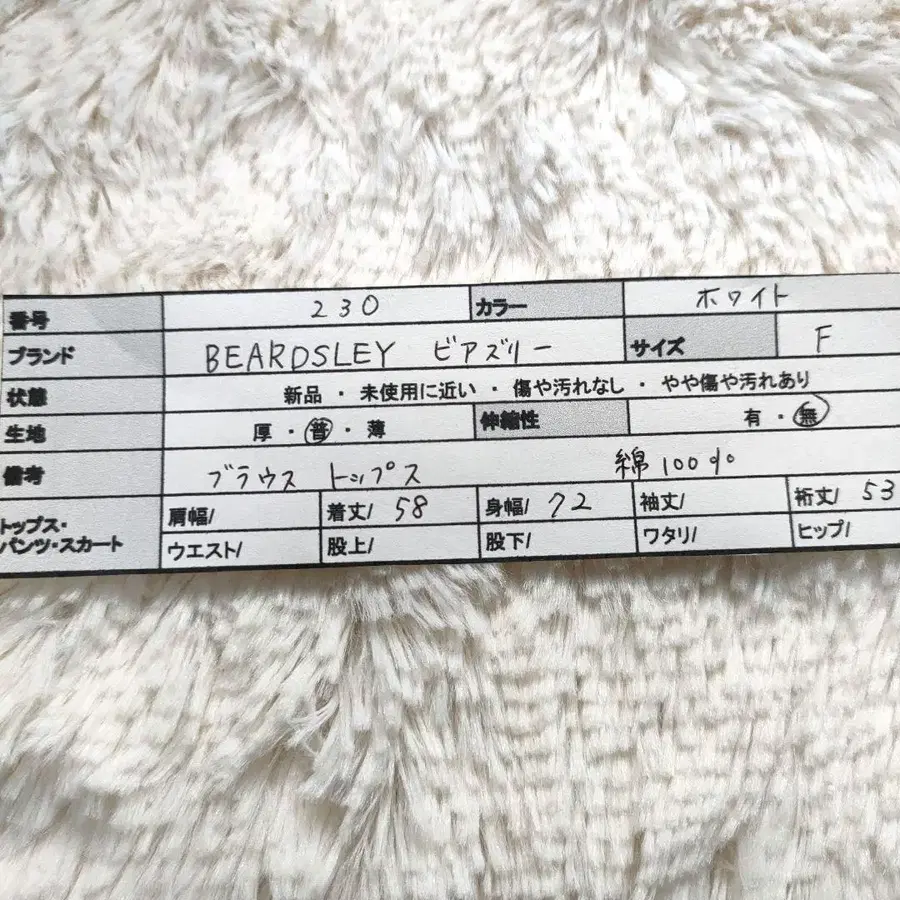 番号 230 カラー ホワイト
ブランド BEARDSLEY ビアズリー サイズ F
状態 新品・未使用に近い・傷や汚れなし・やや傷や汚れあり
生地 厚・普・薄 伸縮性 有・無
備考 ブラウス トップス 綿100%
トップス・パンツ・スカート 肩幅/ 着丈/ 58 身幅/ 72 袖丈/ 裄丈/ 53
ウエスト/ 股上/ 股下/ ワタリ/ ヒップ/